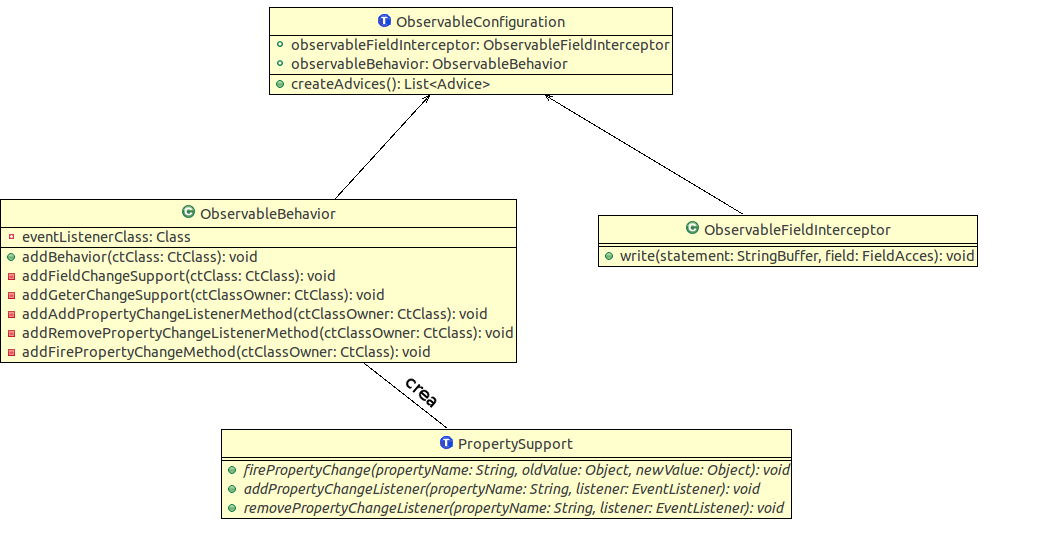 T ObservableConfiguration
observableFieldInterceptor: ObservableFieldInterceptor
observableBehavior: ObservableBehavior
createAdvices(): List<Advice>
C ObservableBehavior
eventListenerClass: Class
addBehavior(ctClass: CtClass): void
addFieldChangeSupport(ctClass: CtClass): void
addGeterChangeSupport(ctClassOwner: CtClass): void
addAddPropertyChangeListenerMethod(ctClassOwner: CtClass): void
addRemovePropertyChangeListenerMethod(ctClassOwner: CtClass): void
addFirePropertyChangeMethod(ctClassOwner: CtClass): void
C ObservableFieldInterceptor
write(statement: StringBuffer, field: FieldAcces): void
crea
T PropertySupport
firePropertyChange(propertyName: String, oldValue: Object, newValue: Object): void
addPropertyChangeListener(propertyName: String, listener: EventListener): void
removePropertyChangeListener(propertyName: String, listener: EventListener): void